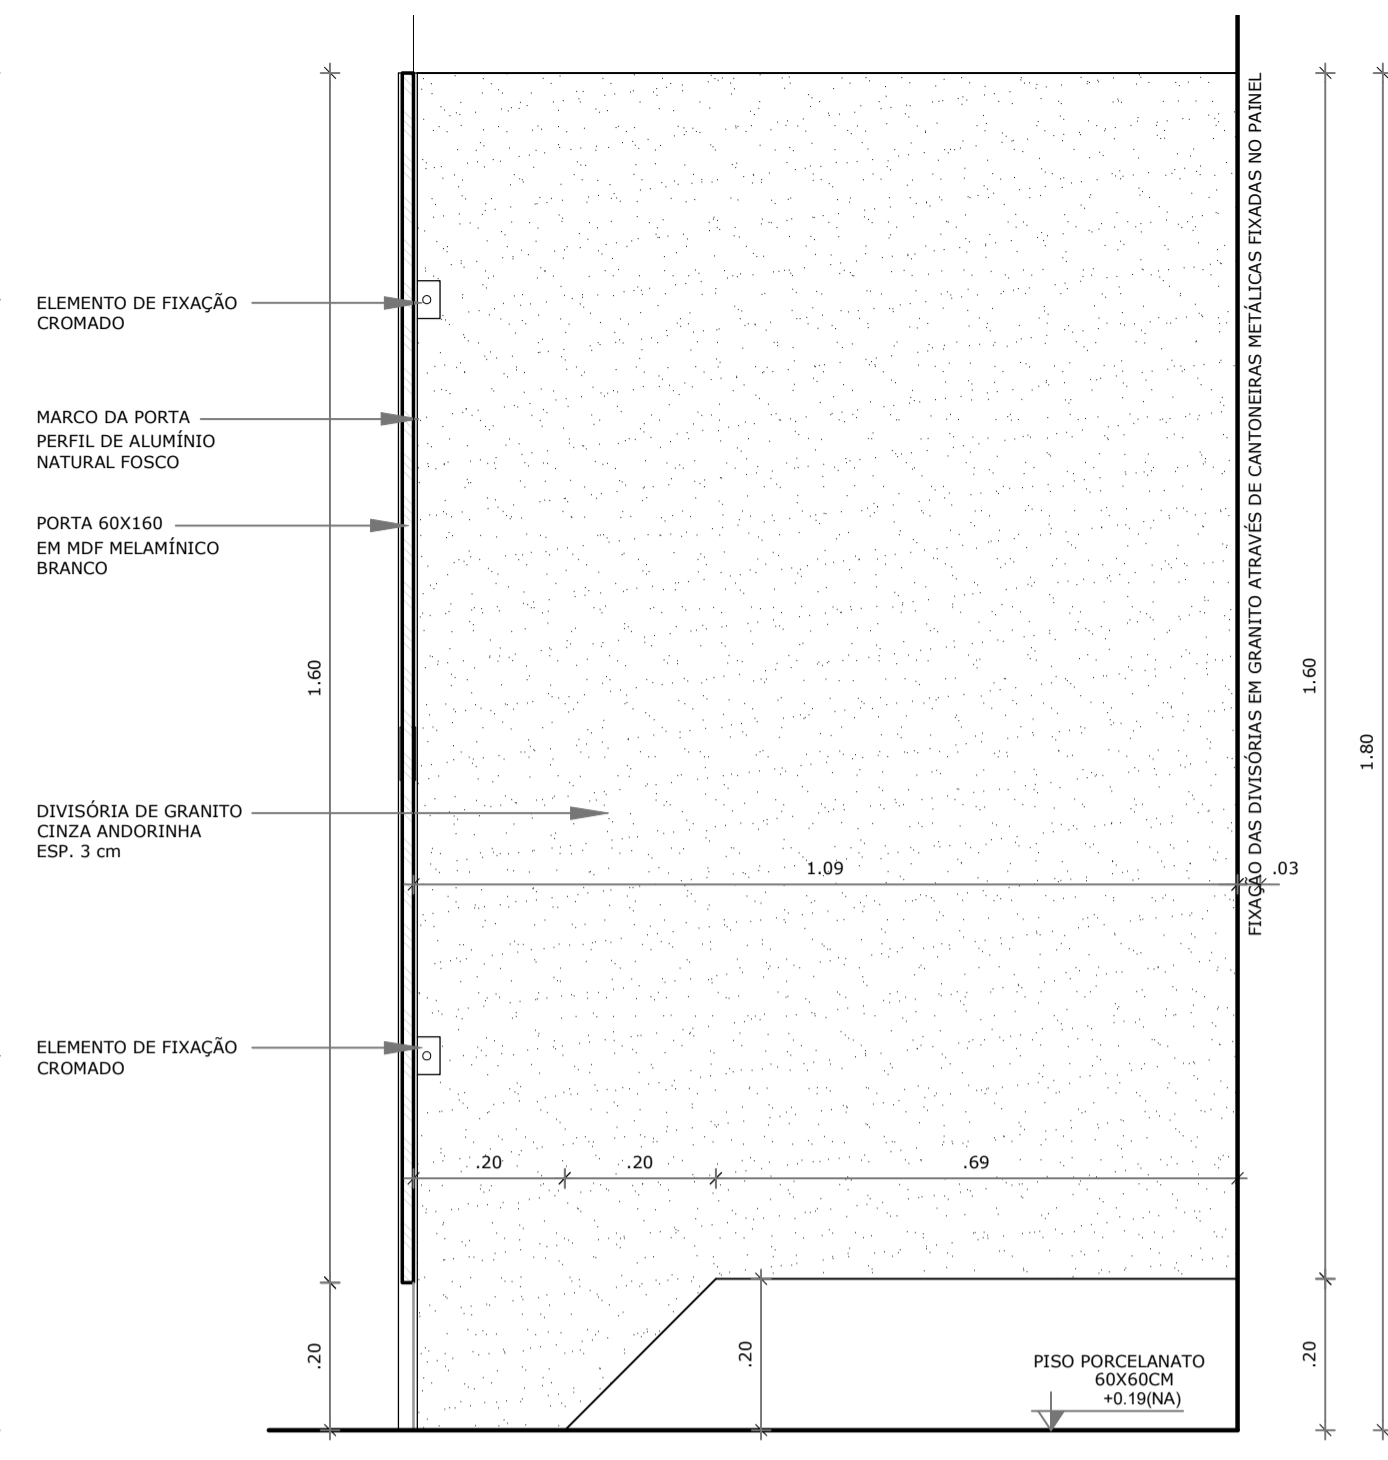 ELEMENTO DE FIXAÇÃO
CROMADO
MARCO DA PORTA
PERFIL DE ALUMÍNIO
NATURAL FOSCO
PORTA 60X160
EM MDF MELAMÍNICO
BRANCO
1.60
DIVISÓRIA DE GRANITO
CINZA ANDORINHA
ESP. 3 cm
ELEMENTO DE FIXAÇÃO
CROMADO
.20
1.09
.03
.20
.20
.69
.20
PISO PORCELANATO
60X60CM
+0.19(NA)
FIXAÇÃO DAS DIVISÓRIAS EM GRANITO ATRAVÉS DE CANTONEIRAS METÁLICAS FIXADAS NO PAINEL
1.60
.20
1.80